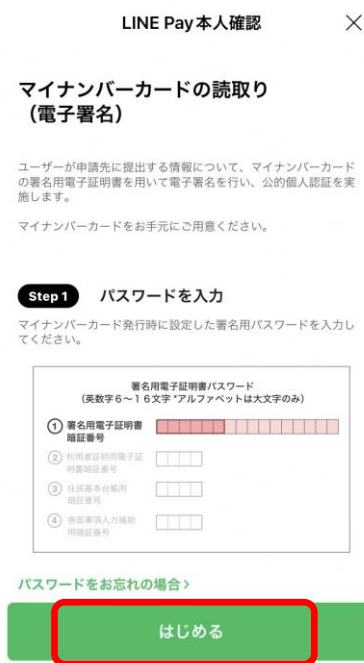 LINE Pay本人確認
マイナンバーカードの読取り
（電子署名）
ユーザーが申請先に提出する情報について、マイナンバーカード
の署名用電子証明書を用いて電子署名を行い、公的個人認証を実
施します。
マイナンバーカードをお手元にご用意ください。
Step 1 パスワードを入力
マイナンバーカード発行時に設定した署名用パスワードを入力し
てください。
署名用電子証明書パスワード
（英数字６～１６文字 *アルファベットは大文字のみ）
① 署名用電子証明書
暗証番号
② 利用者証明用電子証
明書暗証番号
③ 住民基本台帳用
暗証番号
④ 券面事項入力補助
用暗証番号
パスワードをお忘れの場合>
はじめる